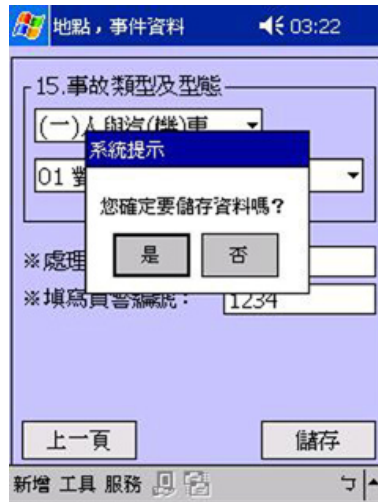 地點，事件資料 03:22
15.事故類型及型態
(一)人與汽(機)車
系統提示
01 對
您確定要儲存資料嗎？
是 否
※處理
※填寫員警編號： 1234
上一頁 儲存
新增 工具 服務 ㄅ